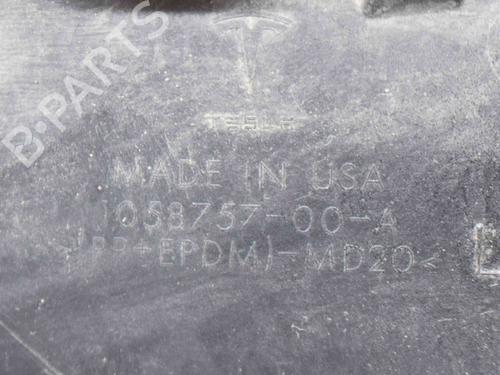 B-PARTS
TESLA
MADE IN USA
1058757-00-A
(PP+EPDM)-MD20<